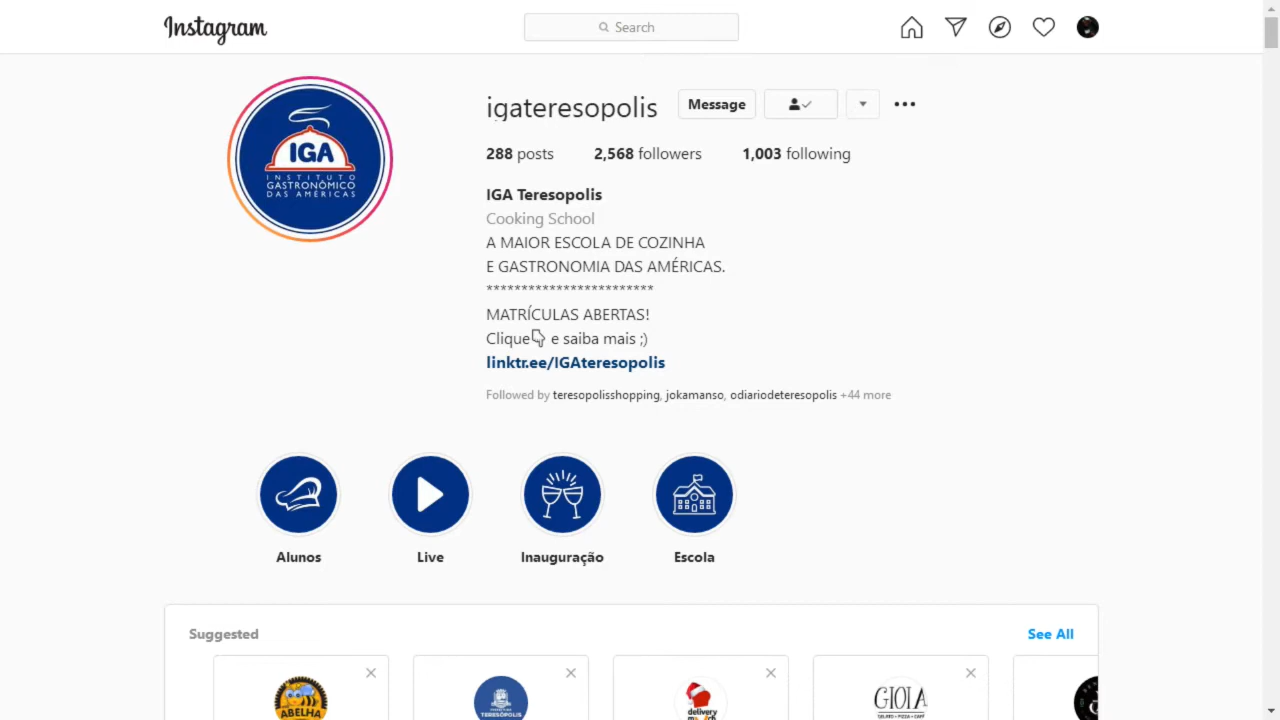 Instagram
Search
igateresopolis
Message
288 posts
2,568 followers
1,003 following
IGA
INSTITUTO
GASTRONÔMICO
DAS AMÉRICAS
IGA Teresopolis
Cooking School
A MAIOR ESCOLA DE COZINHA
E GASTRONOMIA DAS AMÉRICAS.
************************
MATRÍCULAS ABERTAS!
Clique👇 e saiba mais ;)
linktr.ee/IGAteresopolis
Followed by teresopolisshopping, jokamanso, odiariodeteresopolis +44 more
Alunos
Live
Inauguração
Escola
Suggested
See All
ABELHA
TERESÓPOLIS
delivery
GIOIA